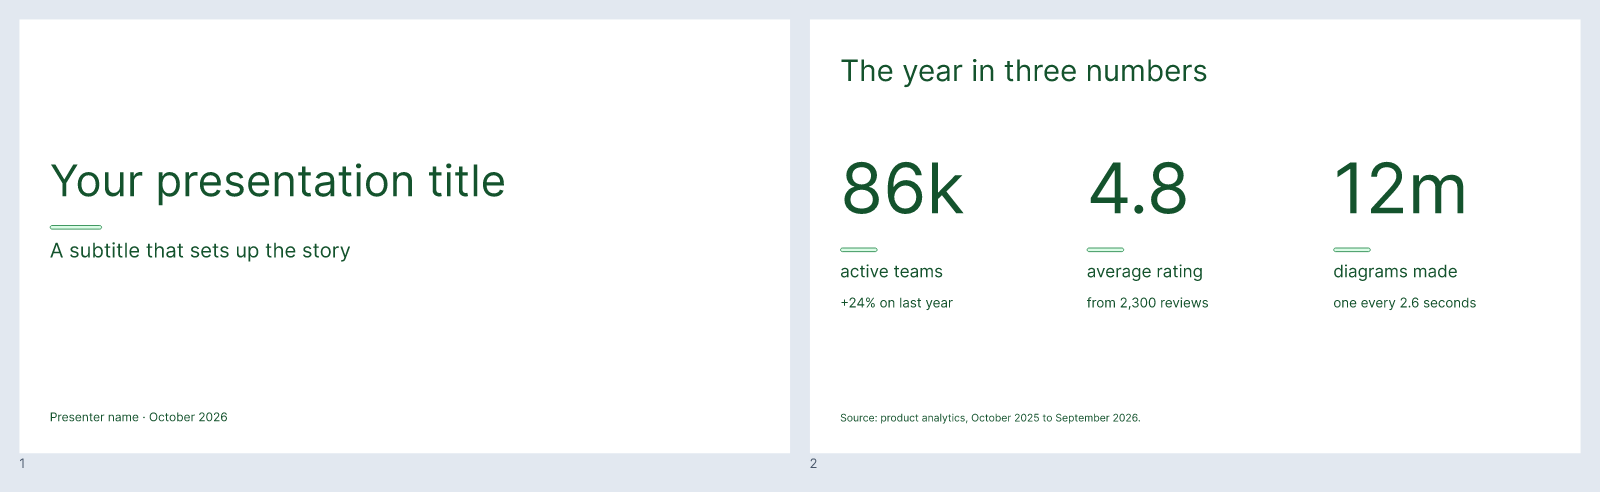 Your presentation title
A subtitle that sets up the story
Presenter name · October 2026
1
The year in three numbers
86k
active teams
+24% on last year
4.8
average rating
from 2,300 reviews
12m
diagrams made
one every 2.6 seconds
Source: product analytics, October 2025 to September 2026.
2